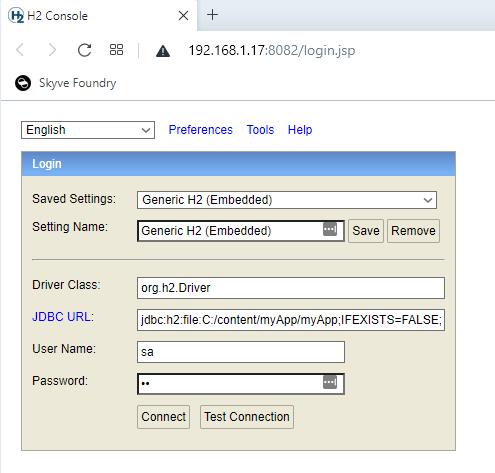 H2 Console
192.168.1.17:8082/login.jsp
Skyve Foundry
English Preferences Tools Help
Login
Saved Settings: Generic H2 (Embedded)
Setting Name: Generic H2 (Embedded) Save Remove
Driver Class: org.h2.Driver
JDBC URL: jdbc:h2:file:C:/content/myApp/myApp;IFEXISTS=FALSE;
User Name: sa
Password: ••
Connect Test Connection